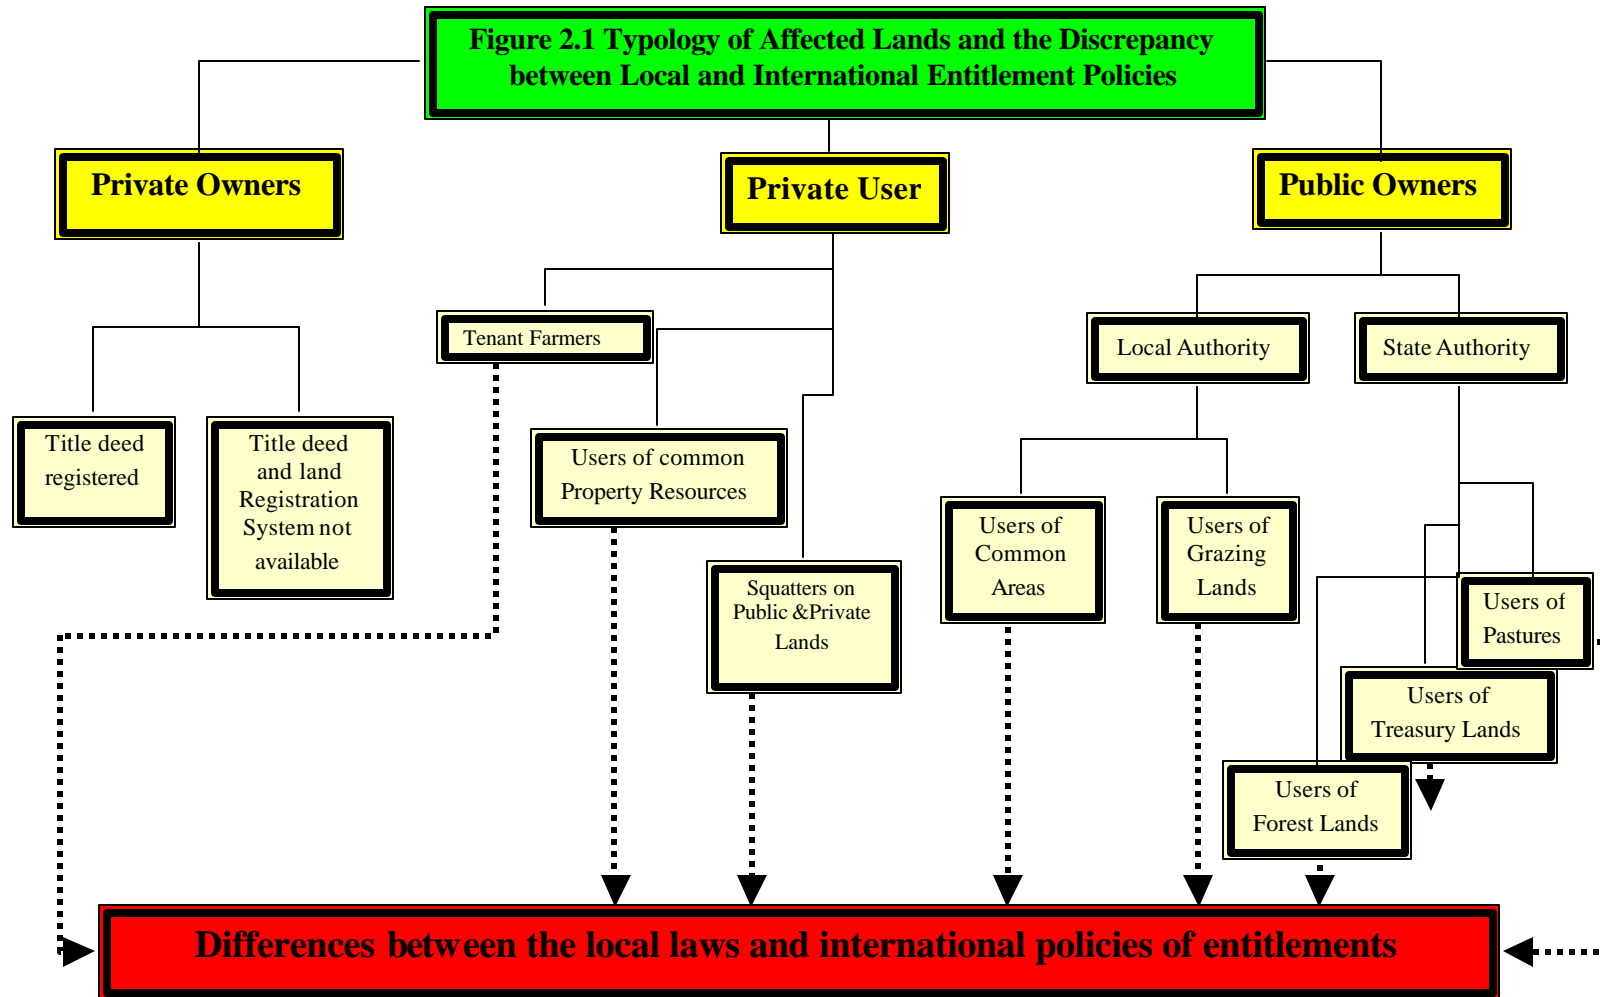 Figure 2.1 Typology of Affected Lands and the Discrepancy
between Local and International Entitlement Policies
Private Owners
Private User
Public Owners
Tenant Farmers
Local Authority
State Authority
Title deed
registered
Title deed
and land
Registration
System not
available
Users of common
Property Resources
Squatters on
Public &Private
Lands
Users of
Common
Areas
Users of
Grazing
Lands
Users of
Pastures
Users of
Treasury Lands
Users of
Forest Lands
Differences between the local laws and international policies of entitlements